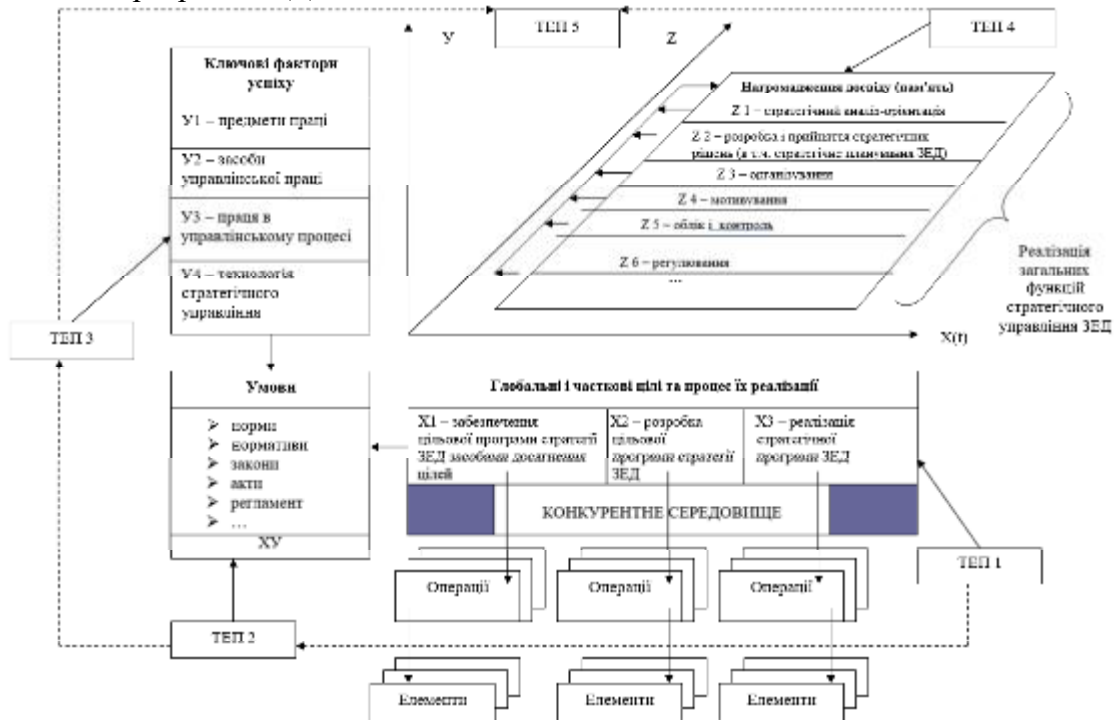 ТЕП 5
ТЕП 4
У
Z
Ключові фактори
успіху
У1 – предмети праці
У2 – засоби
управлінської праці
У3 – праця в
управлінському процесі
У4 – технологія
стратегічного
управління
Нагромадження досвіду (пам'ять)
Z 1 – стратегічний аналіз-орієнтація
Z 2 – розробка і прийняття стратегічних
рішень (в т.ч. стратегічне планування ЗЕД)
Z 3 – організування
Z 4 – мотивування
Z 5 – облік і контроль
Z 6 – регулювання
...
Реалізація
загальних
функцій
стратегічного
управління ЗЕД
ТЕП 3
X(t)
Умови
норми
нормативи
закони
акти
регламент
…
ХУ
Глобальні і часткові цілі та процес їх реалізації
Х1 – забезпечення
цільової програми стратегії
ЗЕД засобами досягнення
цілей
Х2 – розробка
цільової
програми стратегії
ЗЕД
Х3 – реалізація
стратегічної
програми ЗЕД
КОНКУРЕНТНЕ СЕРЕДОВИЩЕ
ТЕП 1
Операції
Операції
Операції
ТЕП 2
Елементи
Елементи
Елементи